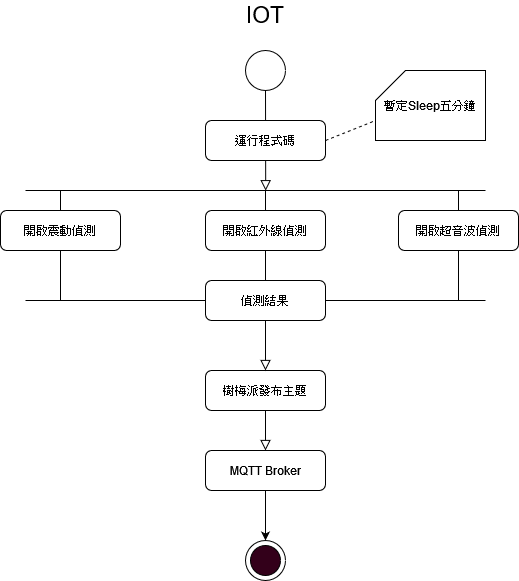 IOT
暫定Sleep五分鐘
運行程式碼
開啟震動偵測
開啟紅外線偵測
開啟超音波偵測
偵測結果
樹梅派發布主題
MQTT Broker